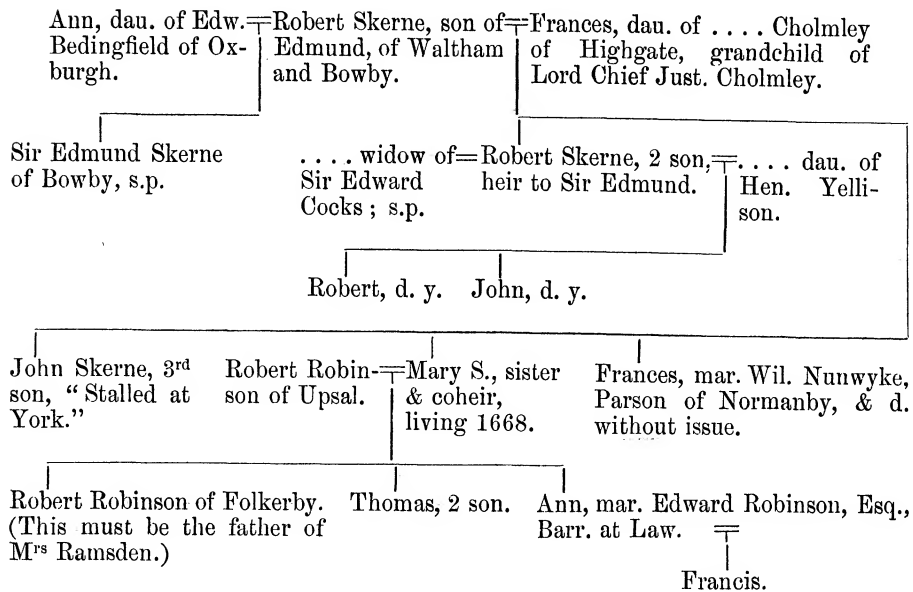 Ann, dau. of Edw.
Bedingfield of Ox-
burgh.
Robert Skerne, son of
Edmund, of Waltham
and Bowby.
Frances, dau. of . . . . Cholmley
of Highgate, grandchild of
Lord Chief Just. Cholmley.
Sir Edmund Skerne
of Bowby, s.p.
. . . . widow of=
Sir Edward
Cocks ; s.p.
Robert Skerne, 2 son,
heir to Sir Edmund.
. . . . dau. of
Hen. Yelli-
son.
Robert, d. y.
John, d. y.
John Skerne, 3rd
son, “Stalled at
York.”
Robert Robin-
son of Upsal.
Mary S., sister
& coheir,
living 1668.
Frances, mar. Wil. Nunwyke,
Parson of Normanby, & d.
without issue.
Robert Robinson of Folkerby.
(This must be the father of
Mrs Ramsden.)
Thomas, 2 son.
Ann, mar. Edward Robinson, Esq.,
Barr. at Law.
Francis.